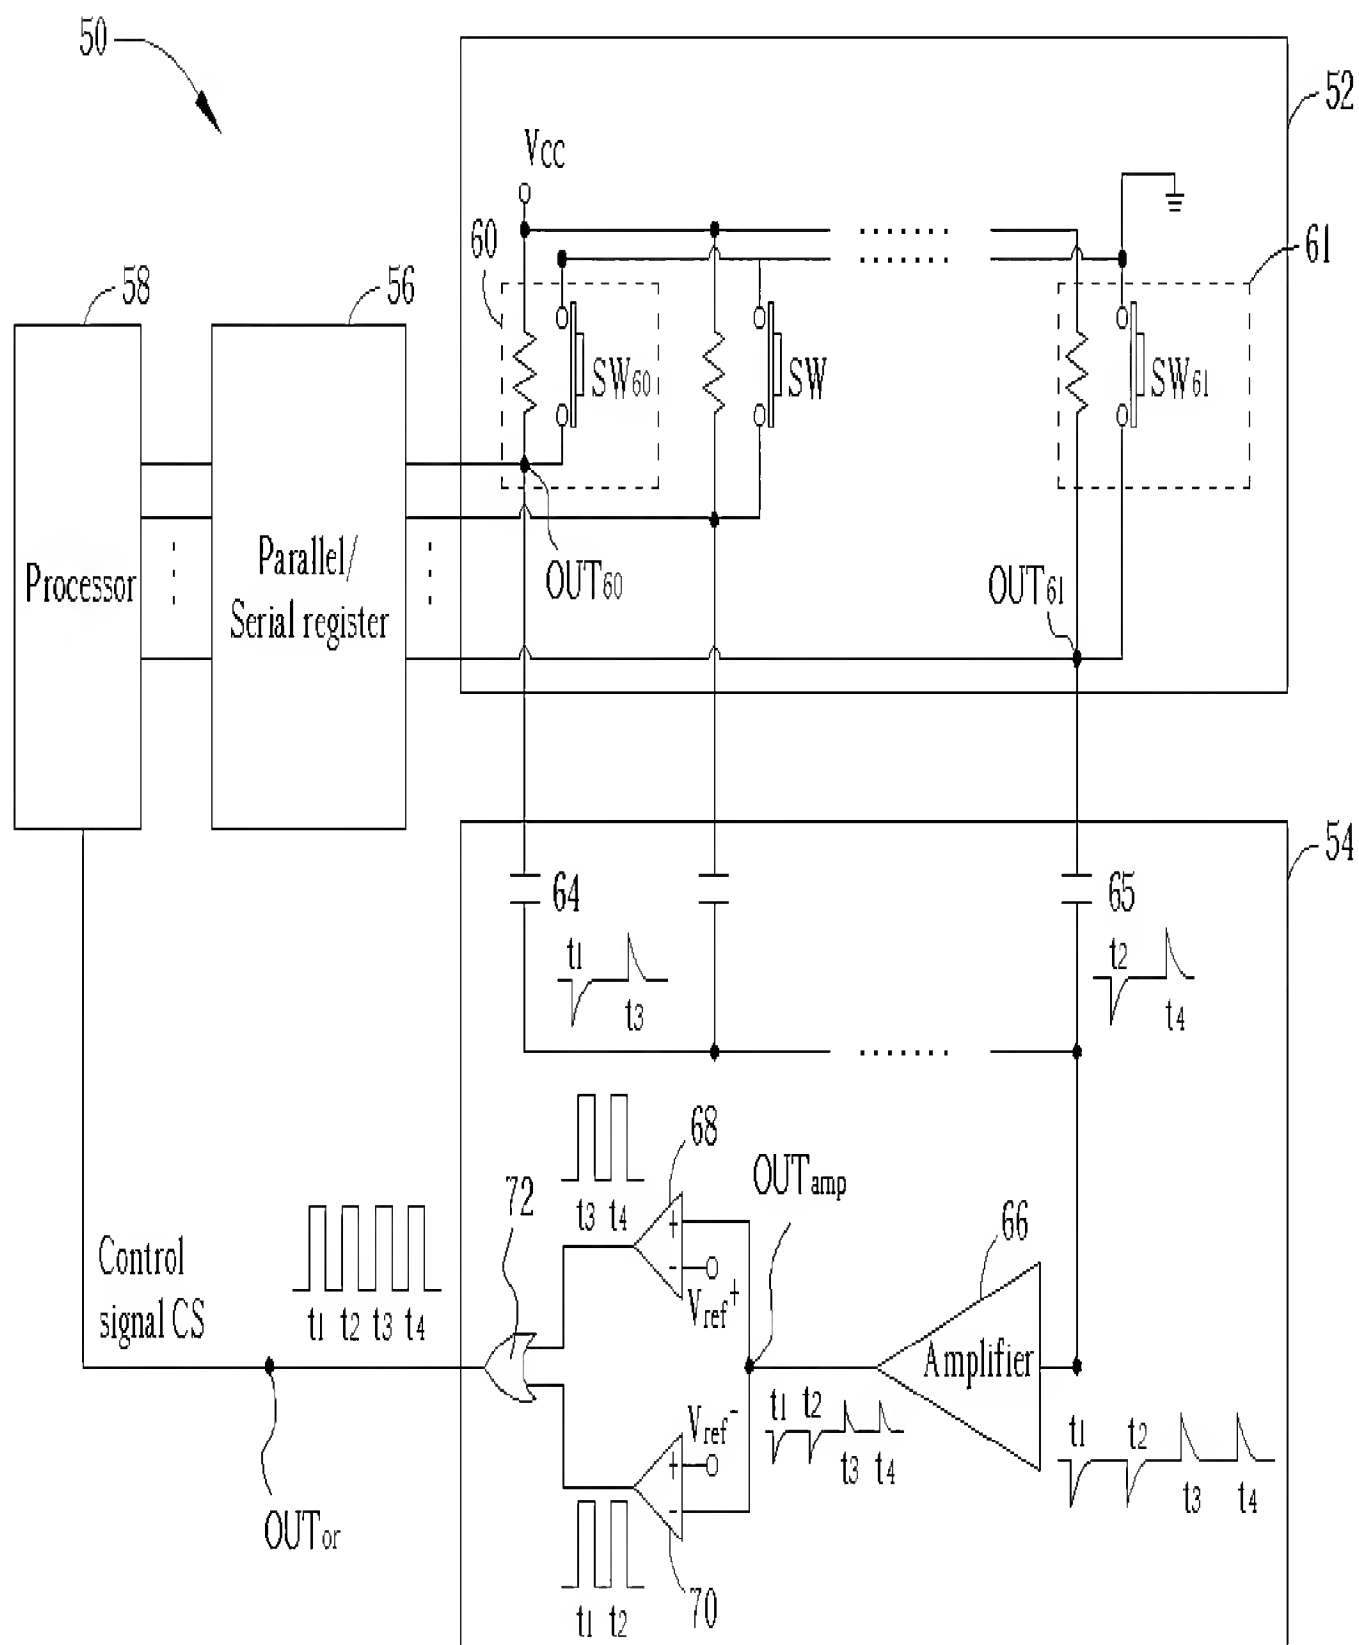 50
52
VCC
60
61
58
56
SW60
SW
SW61
Processor
Parallel/
Serial register
OUT60
OUT61
54
64
65
t1
t3
t2
t4
68
72
OUTamp
66
t3 t4
+
-
Vref+
Control
signal CS
t1 t2 t3 t4
Amplifier
Vref-
t1 t2
t3 t4
t1 t2
t3 t4
+
-
OUTor
t1 t2
70